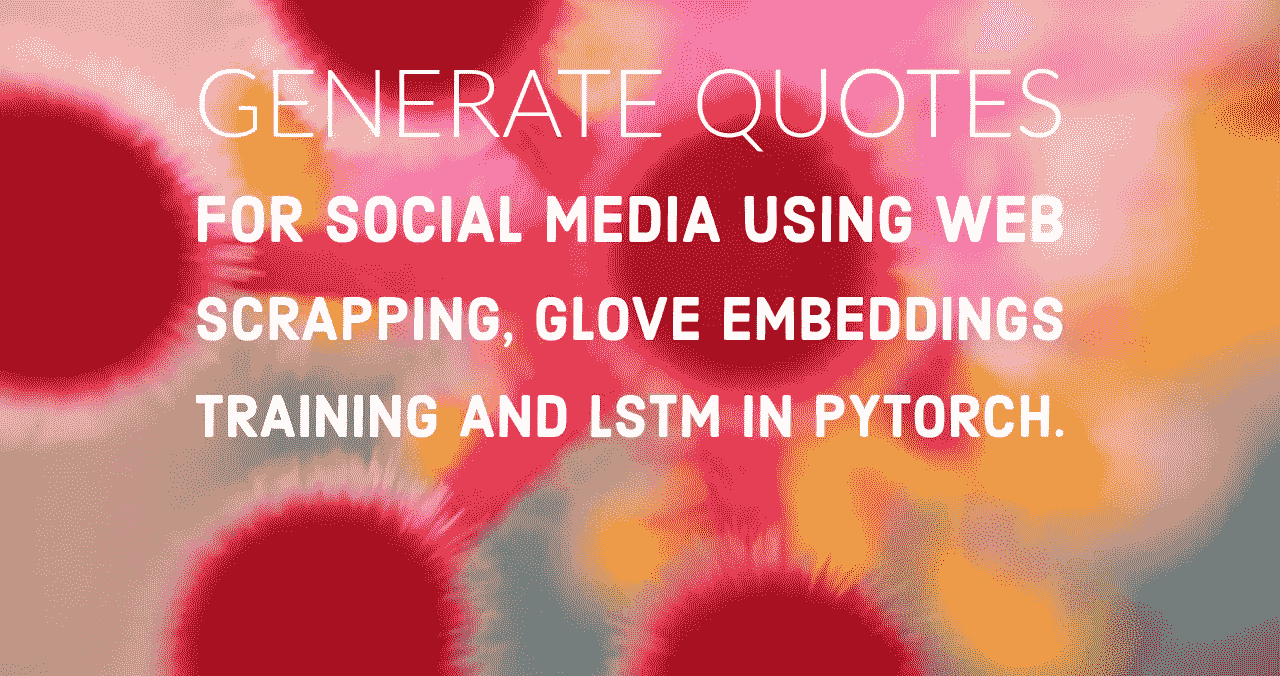 GENERATE QUOTES
FOR SOCIAL MEDIA USING WEB
SCRAPPING, GLOVE EMBEDDINGS
TRAINING AND LSTM IN PYTORCH.